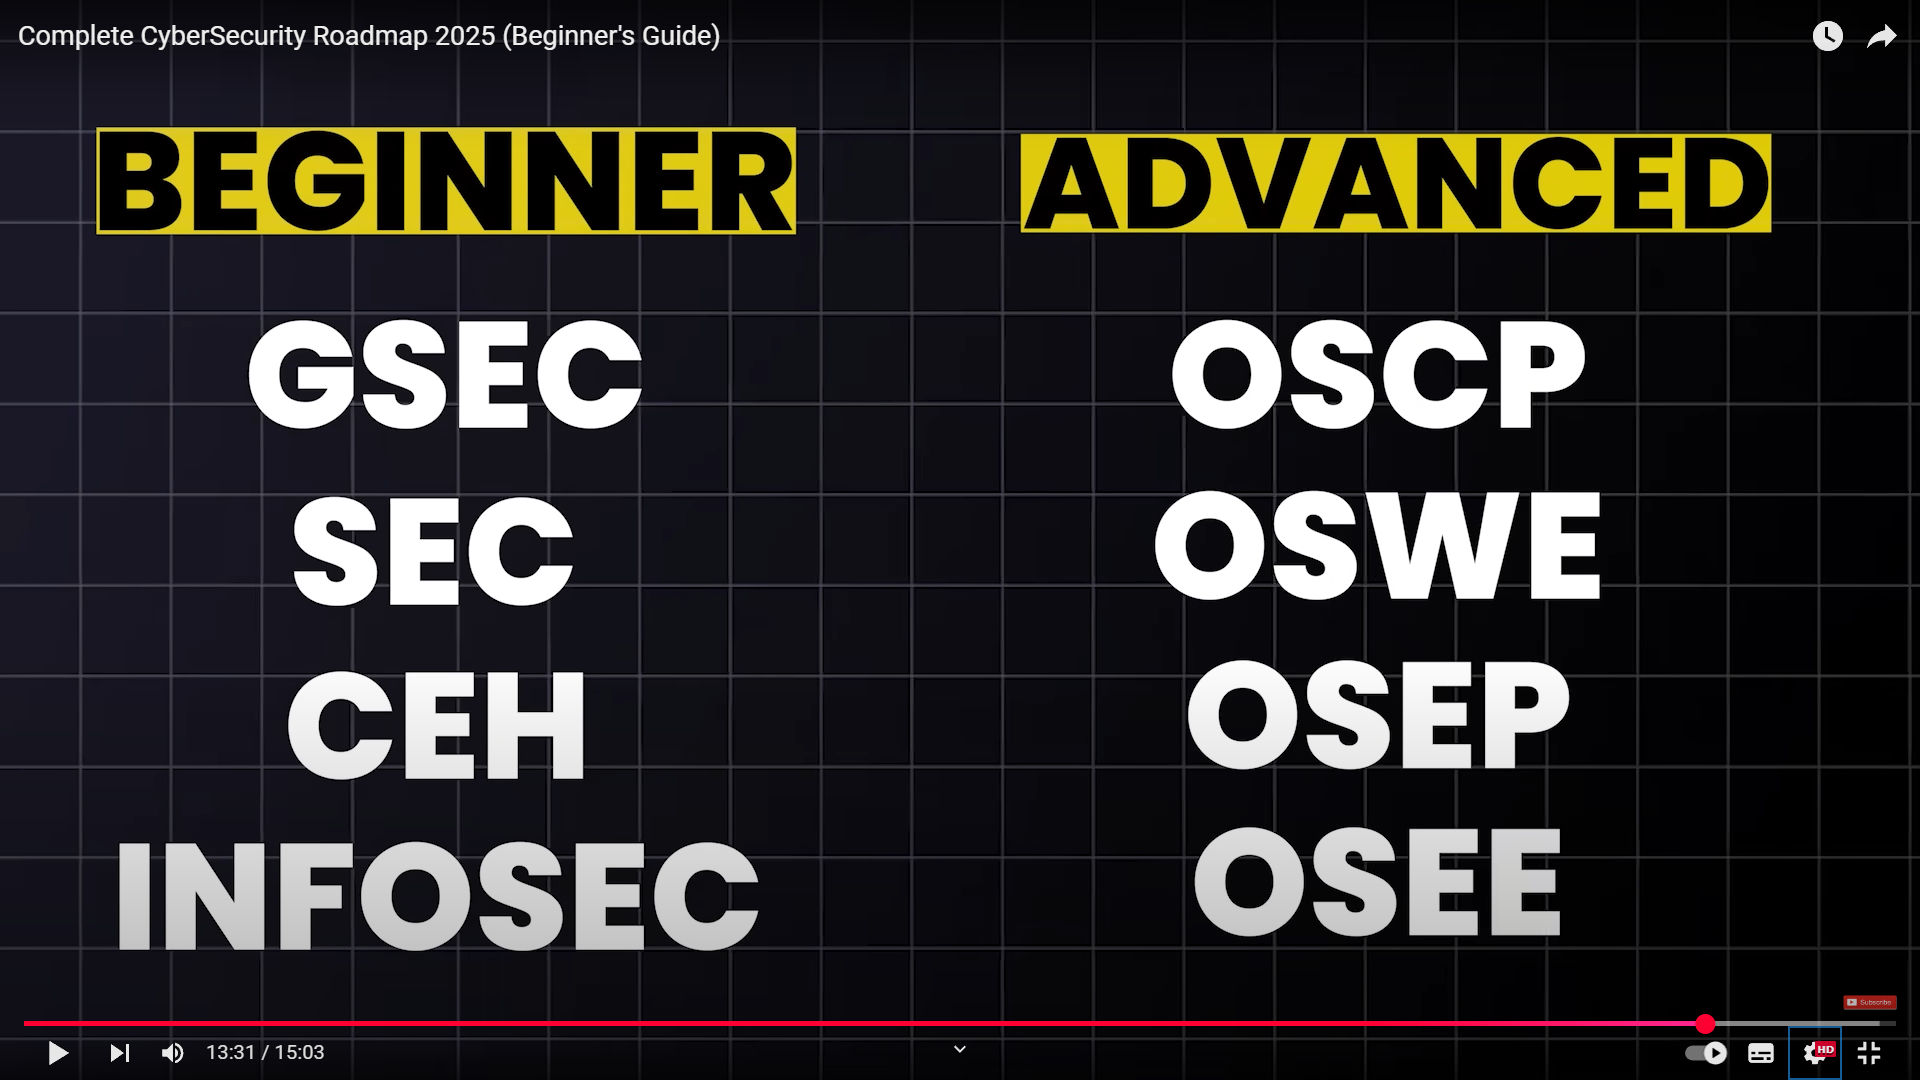 Complete CyberSecurity Roadmap 2025 (Beginner's Guide)
BEGINNER
GSEC
SEC
CEH
INFOSEC
ADVANCED
OSCP
OSWE
OSEP
OSEE
Subscribe
13:31 / 15:03
HD